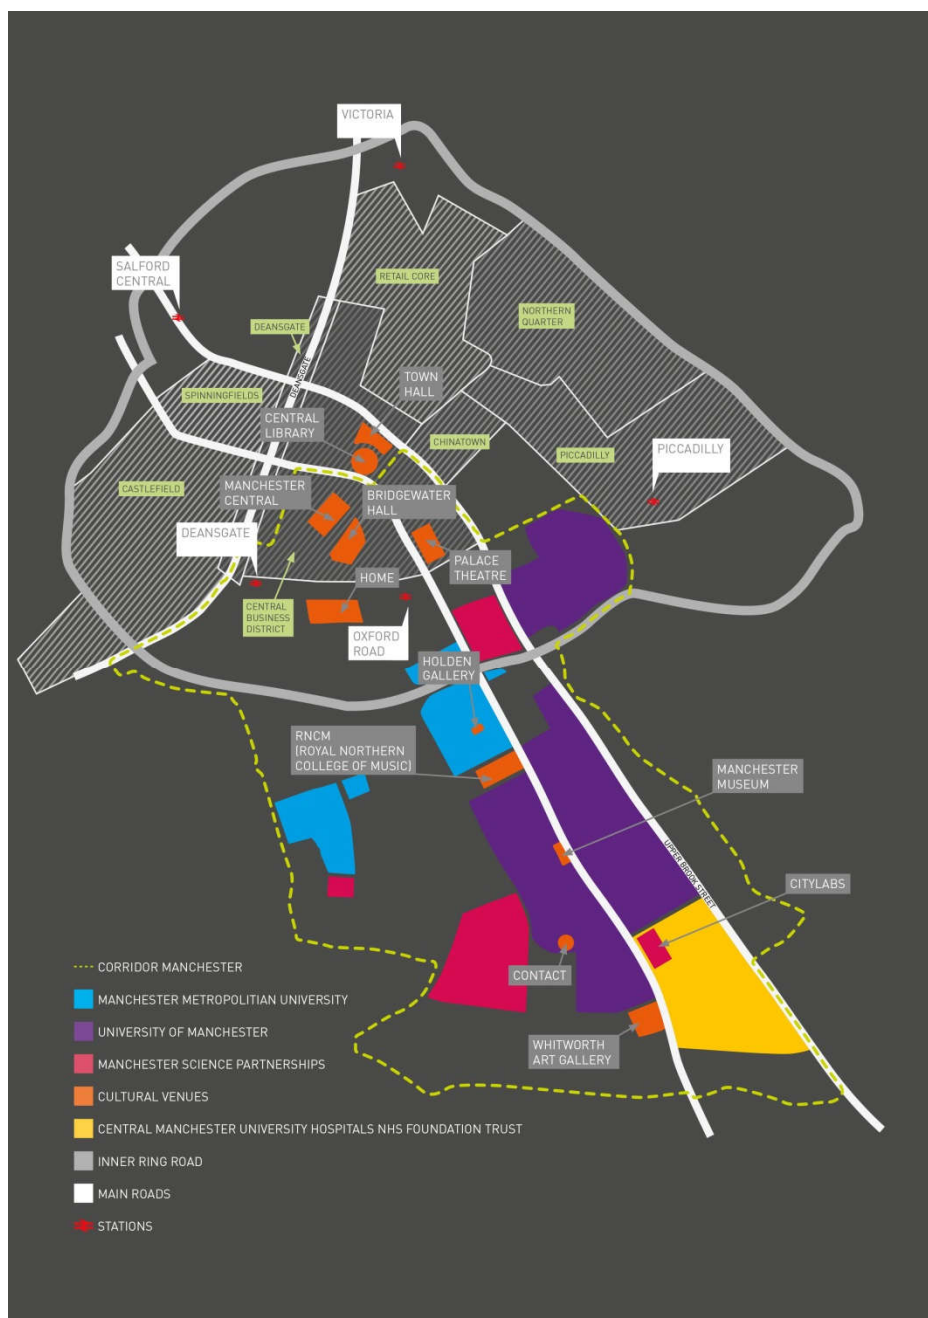 VICTORIA
SALFORD
CENTRAL
RETAIL CORE
NORTHERN
QUARTER
DEANSGATE
DEANSGATE
TOWN
HALL
SPINNINGFIELDS
CENTRAL
LIBRARY
CHINATOWN
PICCADILLY
PICCADILLY
CASTLEFIELD
MANCHESTER
CENTRAL
BRIDGEWATER
HALL
DEANSGATE
PALACE
THEATRE
HOME
CENTRAL
BUSINESS
DISTRICT
OXFORD
ROAD
HOLDEN
GALLERY
RNCM
(ROYAL NORTHERN
COLLEGE OF MUSIC)
MANCHESTER
MUSEUM
UPPER BROOK STREET
CITYLABS
CONTACT
WHITWORTH
ART GALLERY
CORRIDOR MANCHESTER
MANCHESTER METROPOLITIAN UNIVERSITY
UNIVERSITY OF MANCHESTER
MANCHESTER SCIENCE PARTNERSHIPS
CULTURAL VENUES
CENTRAL MANCHESTER UNIVERSITY HOSPITALS NHS FOUNDATION TRUST
INNER RING ROAD
MAIN ROADS
STATIONS